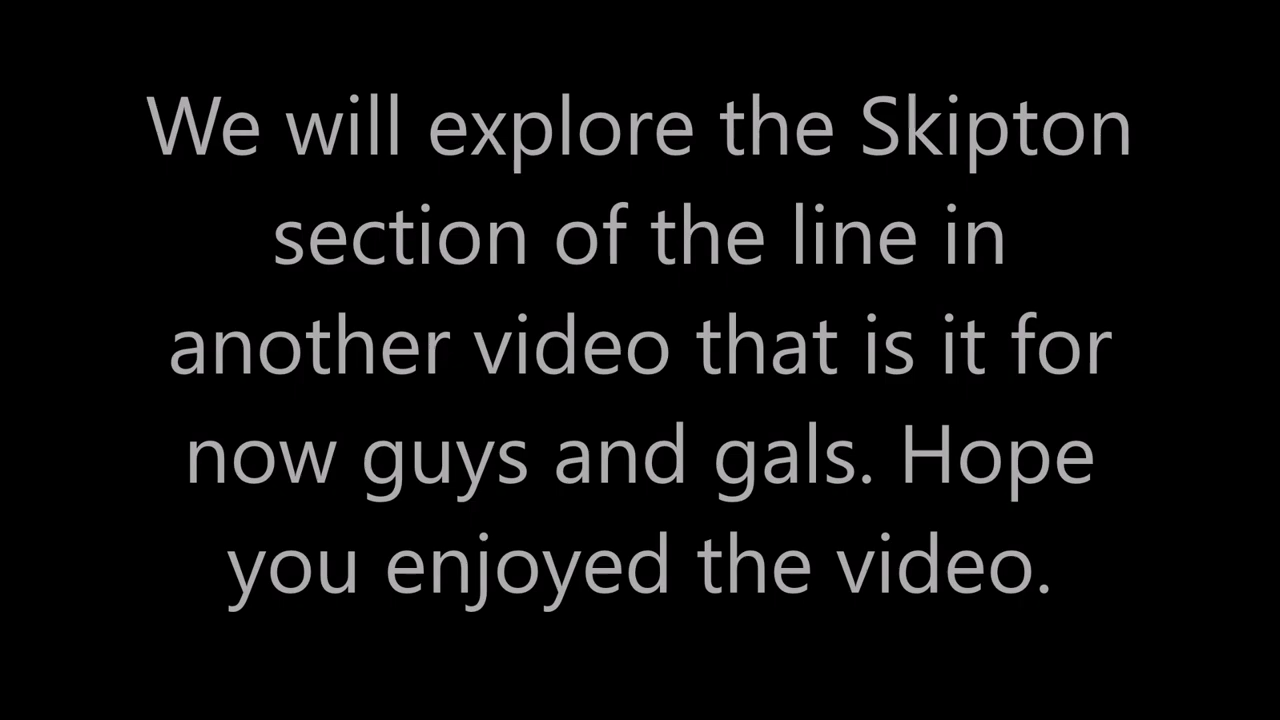 We will explore the Skipton
section of the line in
another video that is it for
now guys and gals. Hope
you enjoyed the video.